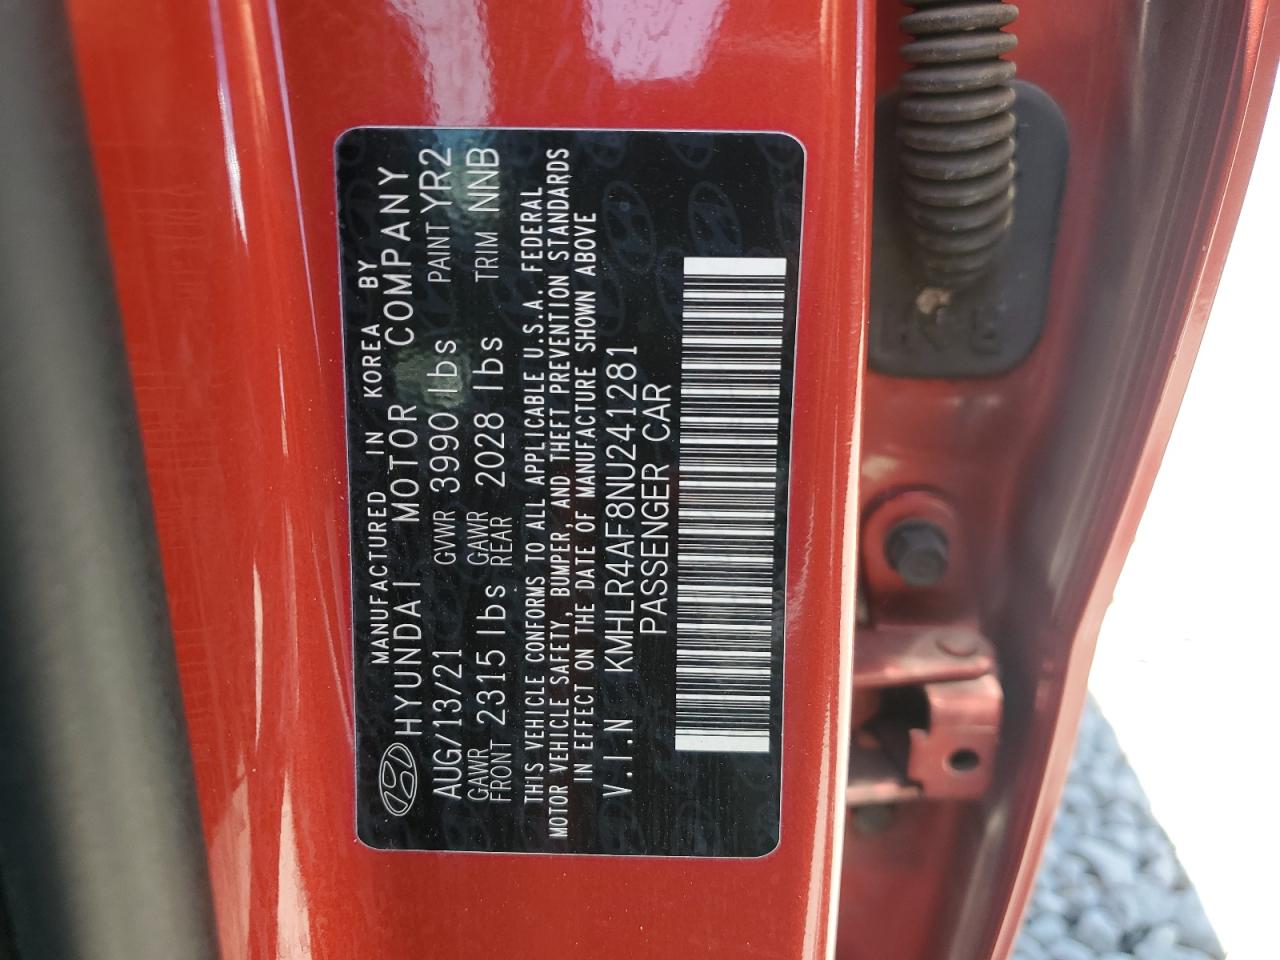 MANUFACTURED IN KOREA BY
HYUNDAI MOTOR COMPANY
AUG/13/21 GVWR 3990 lbs PAINT YR2
GAWR FRONT 2315 lbs GAWR REAR 2028 lbs TRIM NNB
THIS VEHICLE CONFORMS TO ALL APPLICABLE U.S.A. FEDERAL
MOTOR VEHICLE SAFETY, BUMPER, AND THEFT PREVENTION STANDARDS
IN EFFECT ON THE DATE OF MANUFACTURE SHOWN ABOVE
V.I.N KMHLR4AF8NU241281
PASSENGER CAR